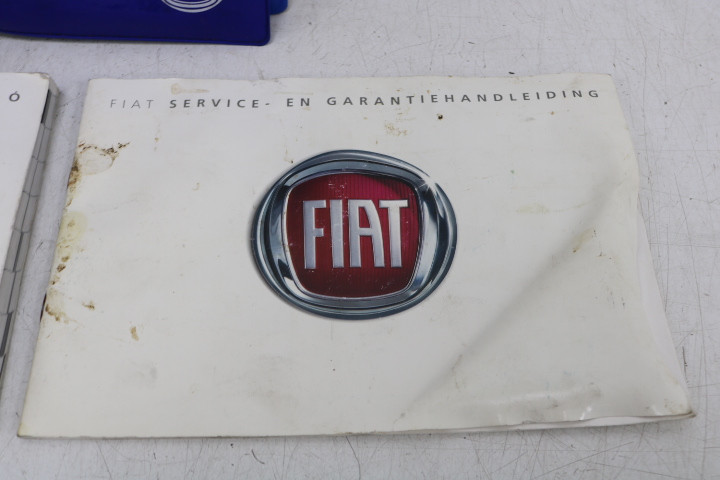 Ó
FIAT SERVICE- EN GARANTIEHANDLEIDING
FIAT